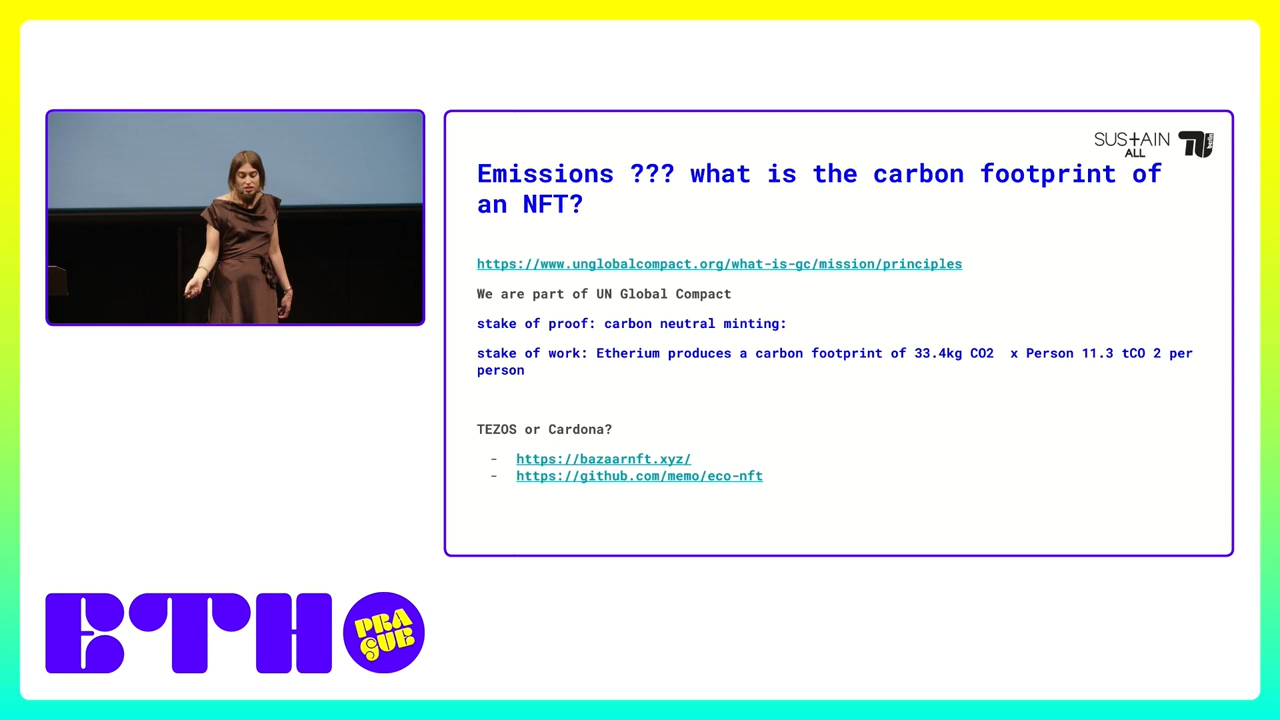 SUSTAIN
ALL
TU
berlin
Emissions ??? what is the carbon footprint of
an NFT?
https://www.unglobalcompact.org/what-is-gc/mission/principles
We are part of UN Global Compact
stake of proof: carbon neutral minting:
stake of work: Etherium produces a carbon footprint of 33.4kg CO2 x Person 11.3 tCO 2 per
person
TEZOS or Cardona?
- https://bazaarnft.xyz/
- https://github.com/memo/eco-nft
ETH
PRA
GUE